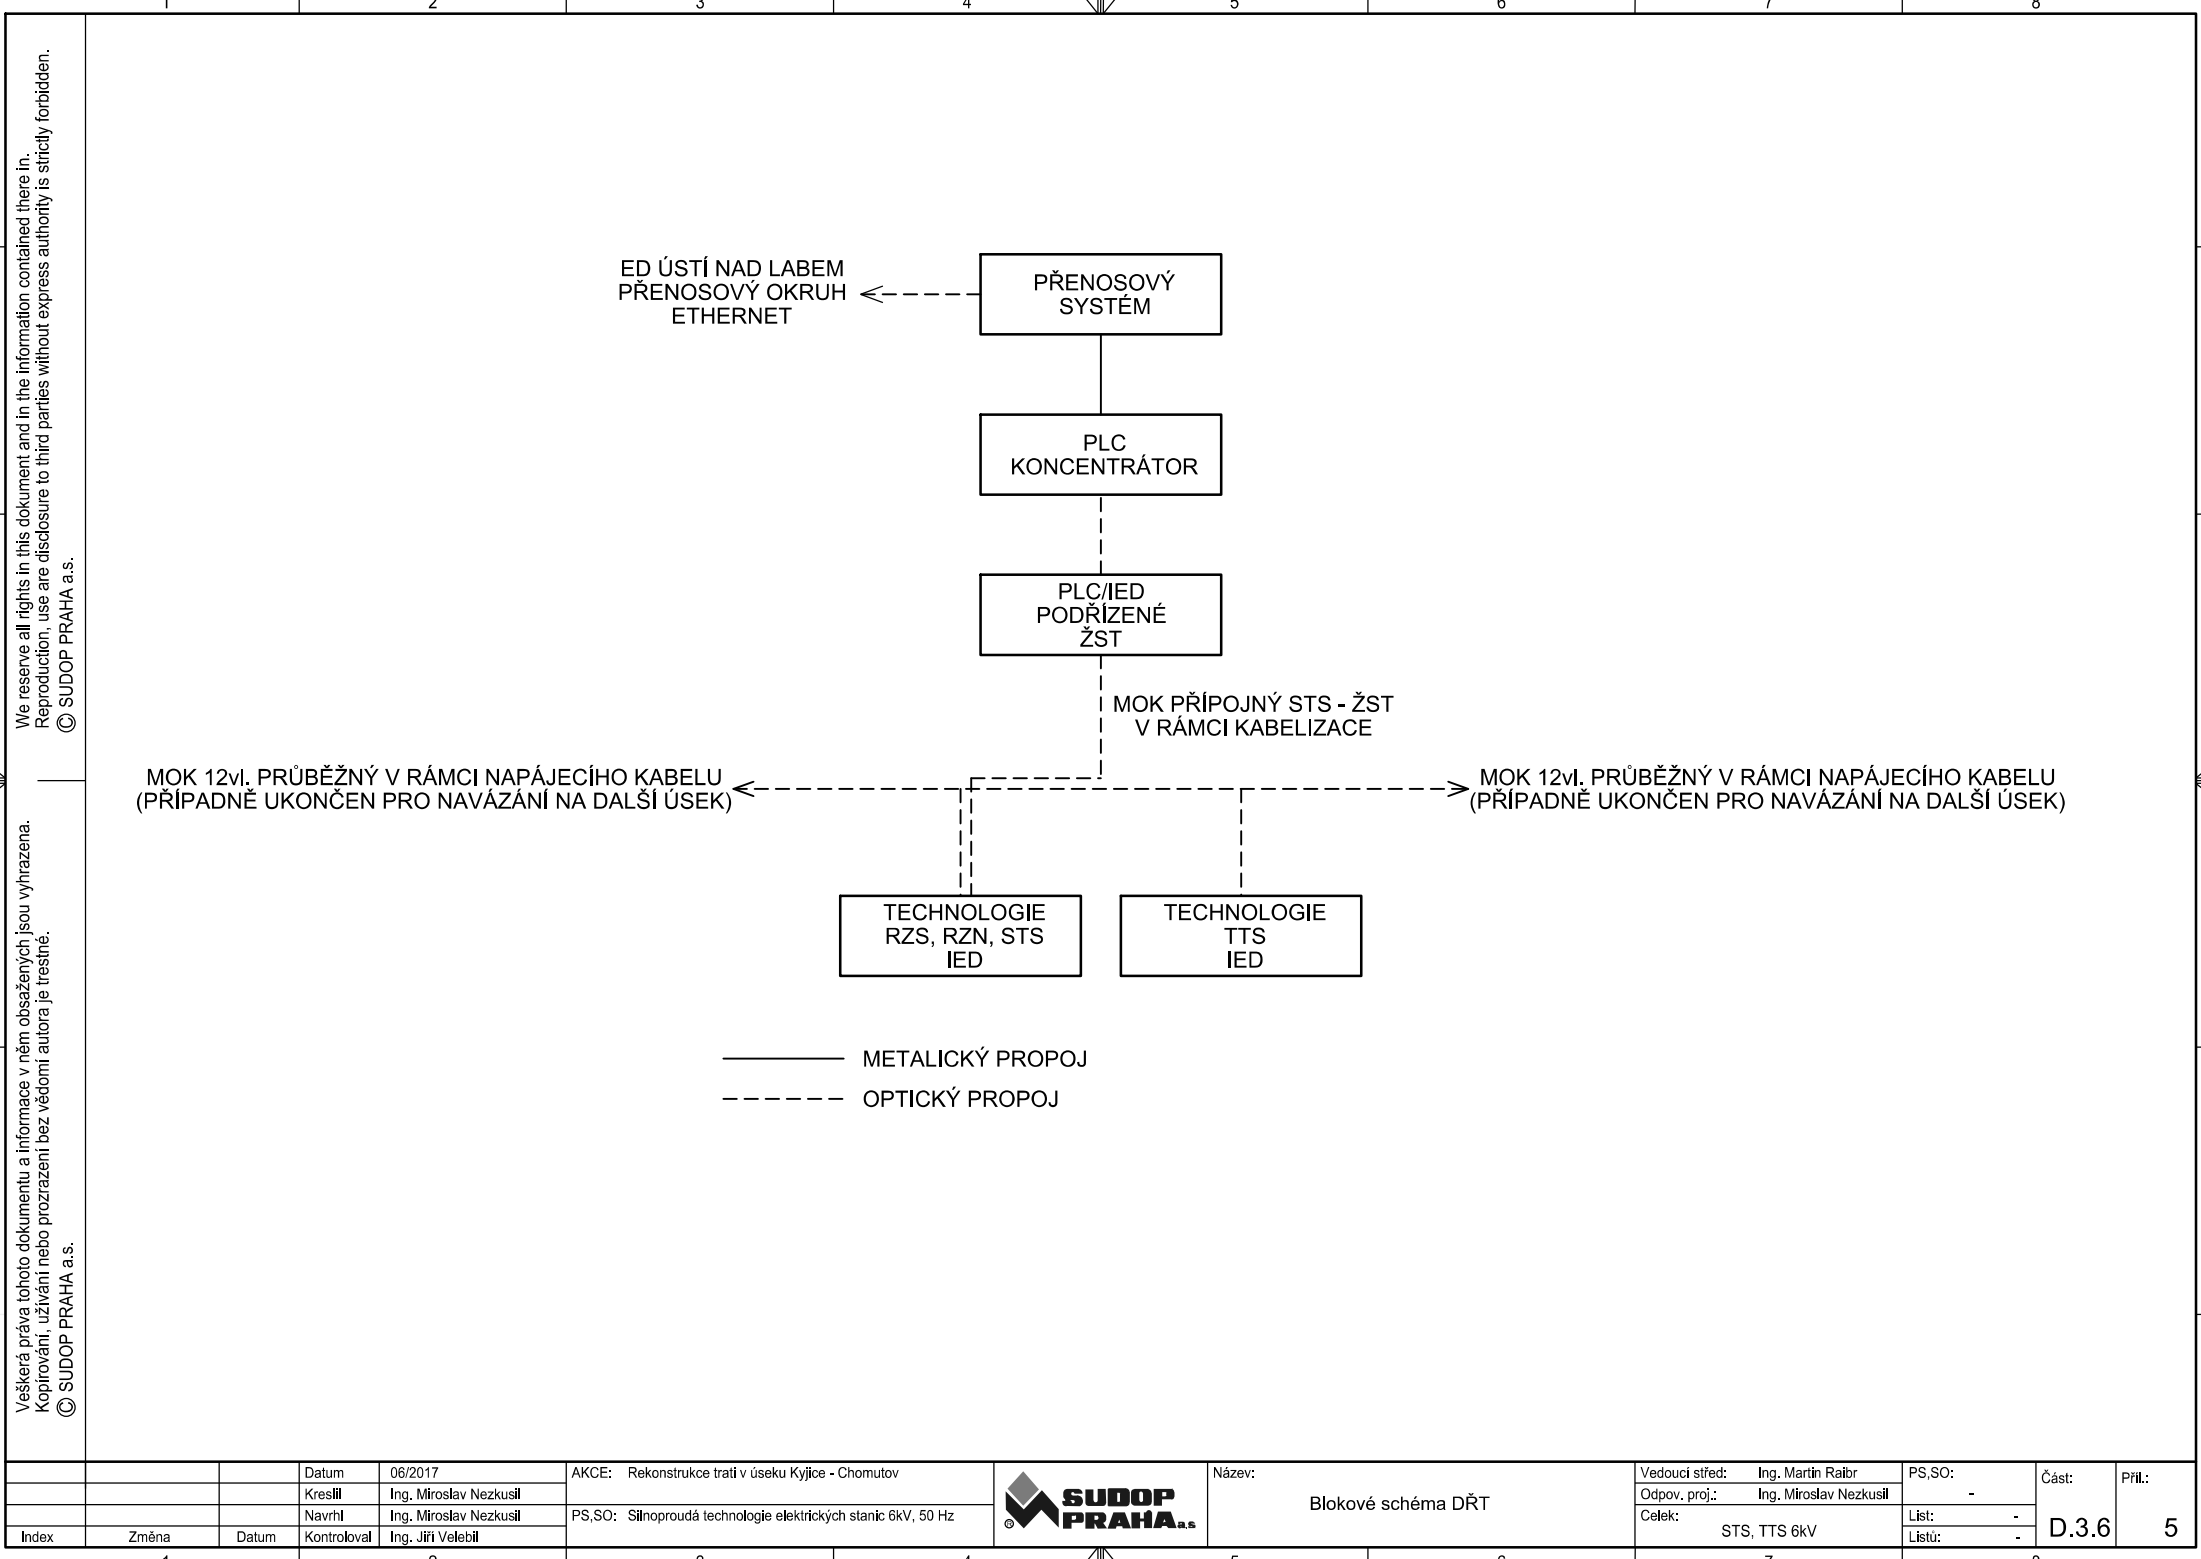 1 2 3 4 5 6 7 8
We reserve all rights in this dokument and in the information contained there in.
Reproduction, use are disclosure to third parties without express authority is strictly forbidden.
© SUDOP PRAHA a.s.
Veškerá práva tohoto dokumentu a informace v něm obsažených jsou vyhrazena.
Kopírování, užívání nebo prozrazení bez vědomí autora je trestné.
© SUDOP PRAHA a.s.
ED ÚSTÍ NAD LABEM
PŘENOSOVÝ OKRUH
ETHERNET
PŘENOSOVÝ
SYSTÉM
PLC
KONCENTRÁTOR
PLC/IED
PODŘÍZENÉ
ŽST
MOK PŘÍPOJNÝ STS - ŽST
V RÁMCI KABELIZACE
MOK 12vl. PRŮBĚŽNÝ V RÁMCI NAPÁJECÍHO KABELU
(PŘÍPADNĚ UKONČEN PRO NAVÁZÁNÍ NA DALŠÍ ÚSEK)
MOK 12vl. PRŮBĚŽNÝ V RÁMCI NAPÁJECÍHO KABELU
(PŘÍPADNĚ UKONČEN PRO NAVÁZÁNÍ NA DALŠÍ ÚSEK)
TECHNOLOGIE
RZS, RZN, STS
IED
TECHNOLOGIE
TTS
IED
METALICKÝ PROPOJ
OPTICKÝ PROPOJ
Index Změna Datum
Datum 06/2017
Kreslil Ing. Miroslav Nezkusil
Navrhl Ing. Miroslav Nezkusil
Kontroloval Ing. Jiří Velebil
AKCE: Rekonstrukce trati v úseku Kyjice - Chomutov
PS,SO: Silnoproudá technologie elektrických stanic 6kV, 50 Hz
® SUDOP
PRAHA a.s
Název:
Blokové schéma DŘT
Vedoucí střed: Ing. Martin Raibr
Odpov. proj.: Ing. Miroslav Nezkusil
Celek:
STS, TTS 6kV
PS,SO:
-
List: -
Listů: -
Část:
D.3.6
Příl.:
5
1 2 3 4 5 6 7 8